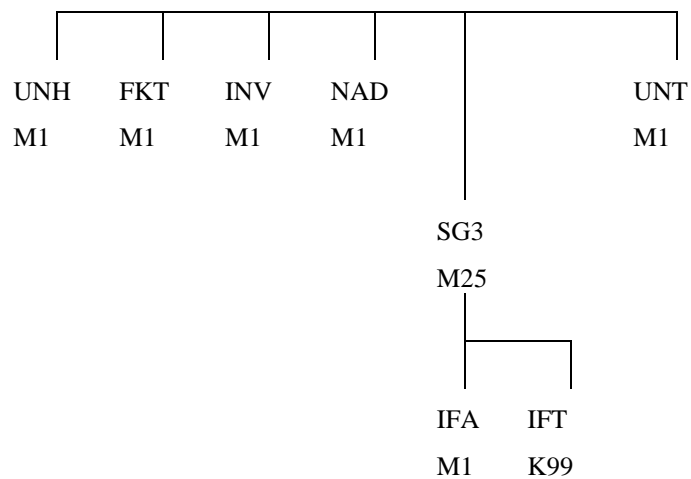 UNH FKT INV NAD UNT
M1 M1 M1 M1 M1
SG3
M25
IFA IFT
M1 K99